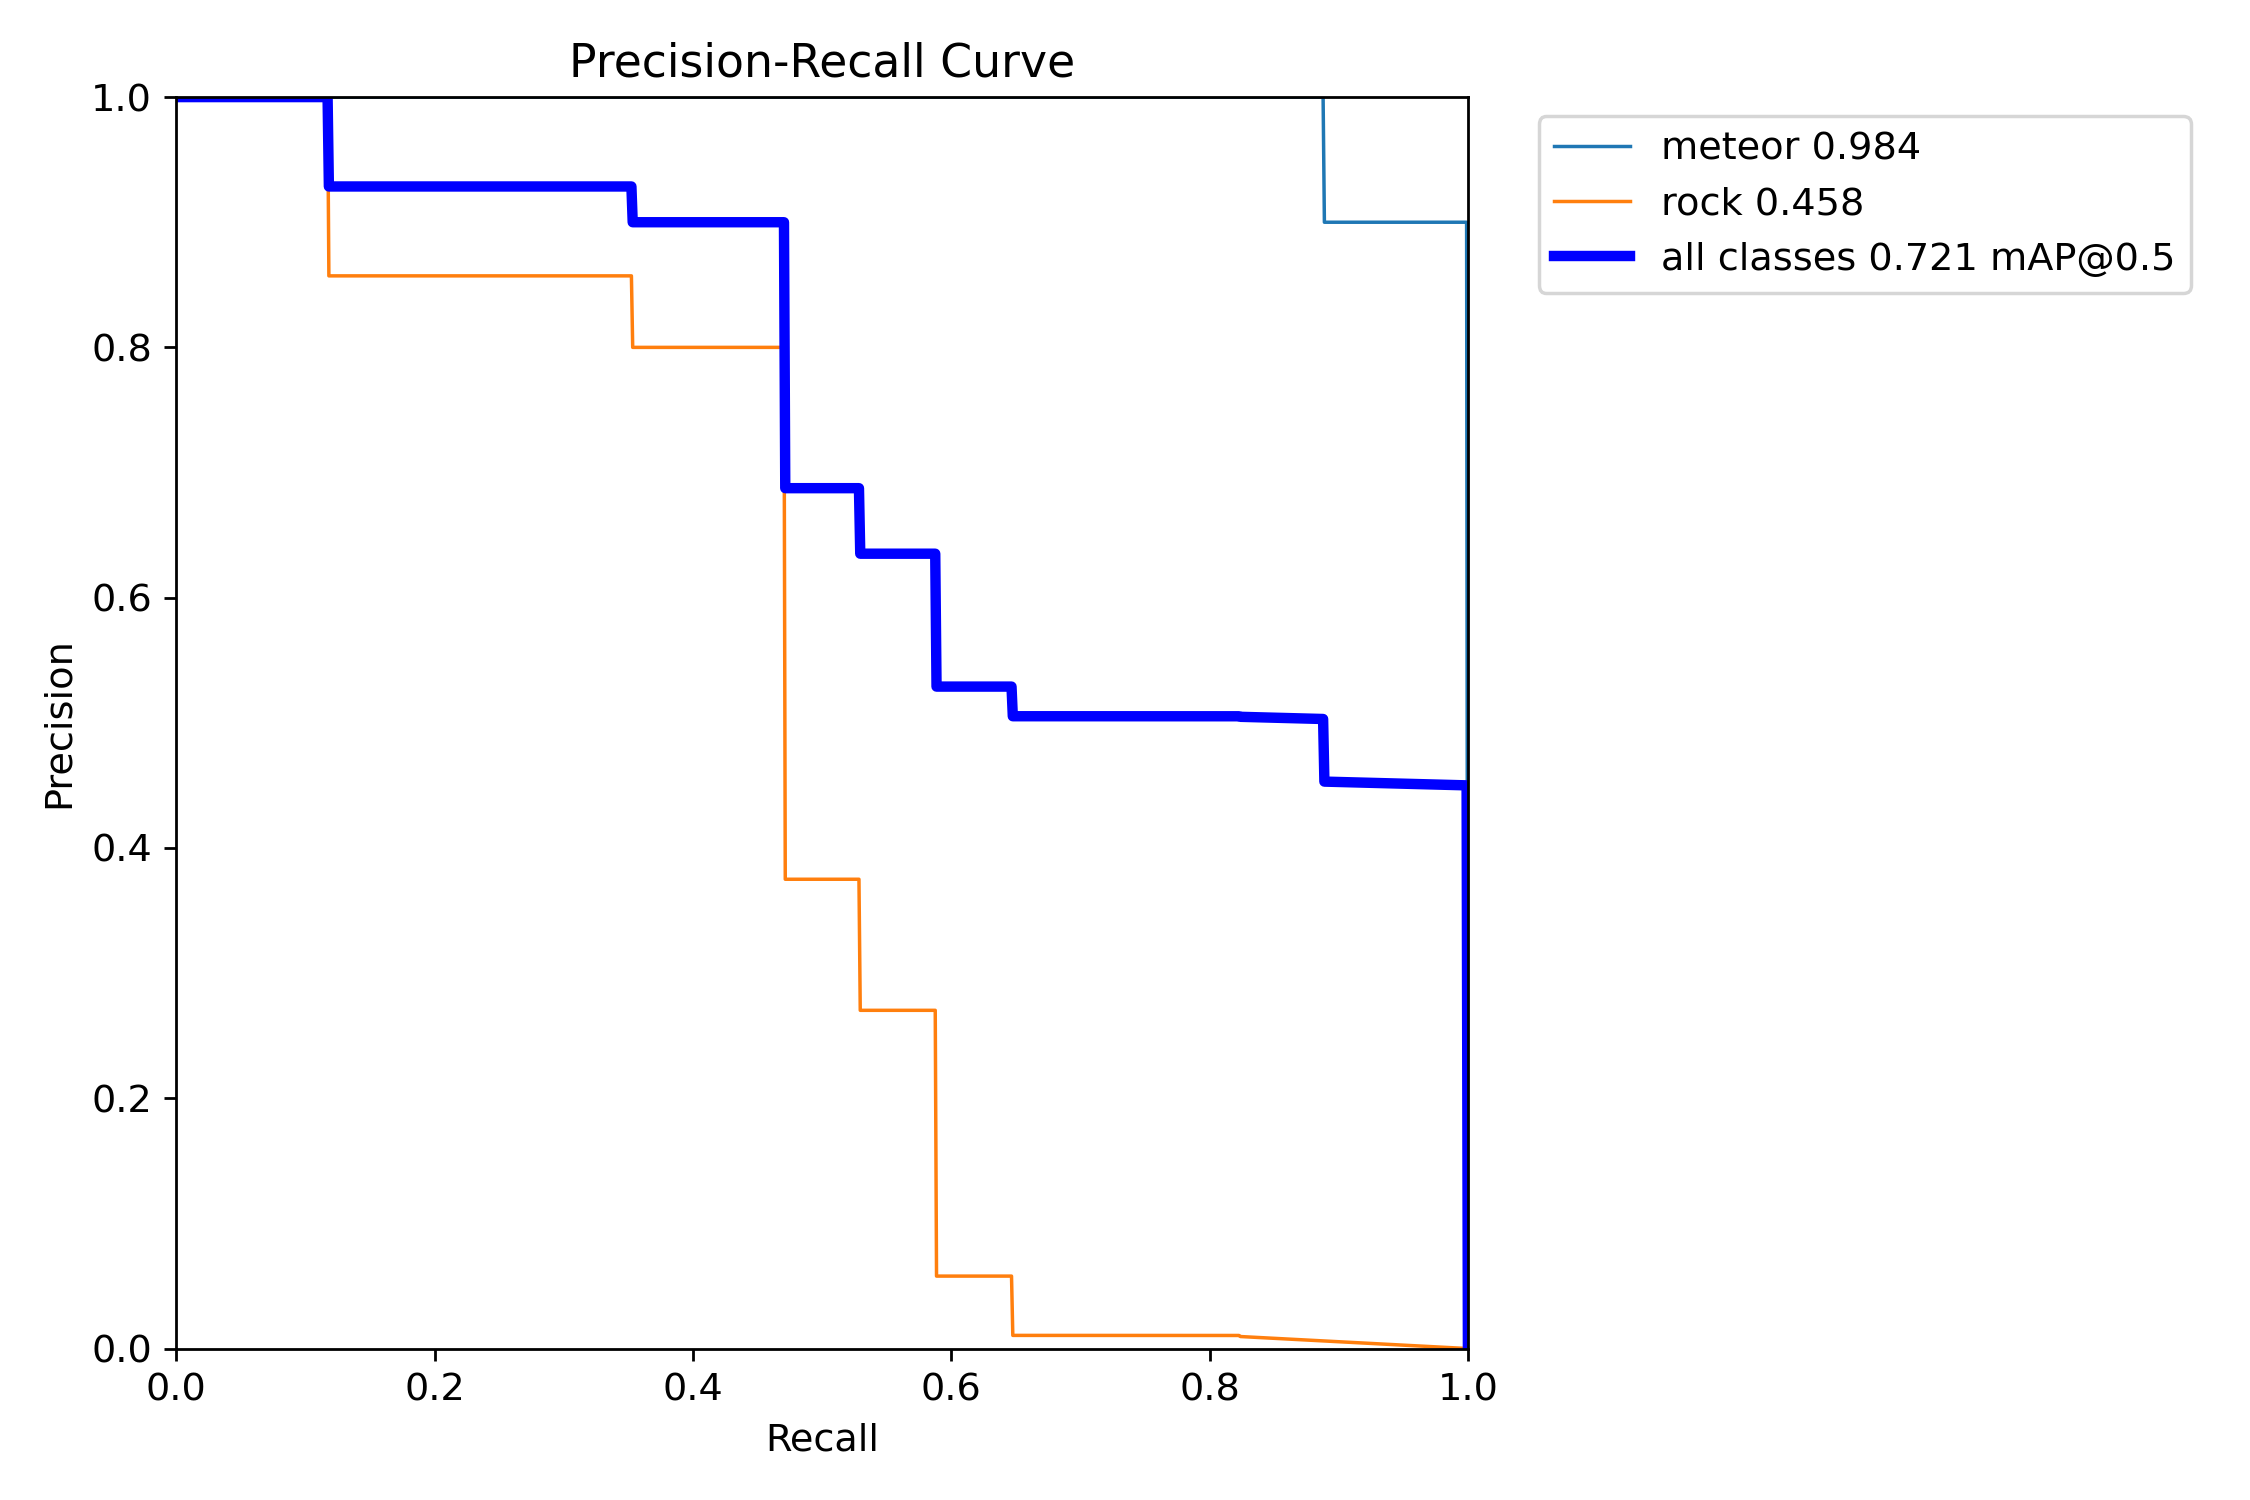 Precision-Recall Curve
meteor 0.984
rock 0.458
all classes 0.721 mAP@0.5
Precision
1.0
0.8
0.6
0.4
0.2
0.0
0.0 0.2 0.4 0.6 0.8 1.0
Recall